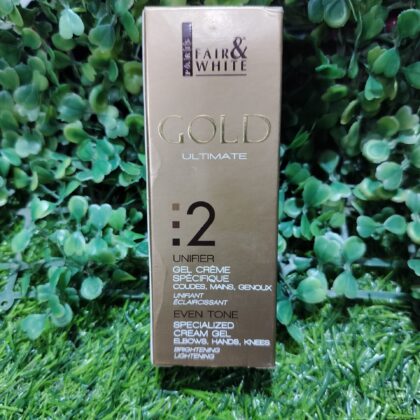 PARIS
FAIR&
WHITE
GOLD
ULTIMATE
2
UNIFIER
GEL CRÈME
SPÉCIFIQUE
COUDES, MAINS, GENOUX
UNIFIANT
ÉCLAIRCISSANT
EVEN TONE
SPECIALIZED
CREAM GEL
ELBOWS, HANDS, KNEES
BRIGHTENING
LIGHTENING